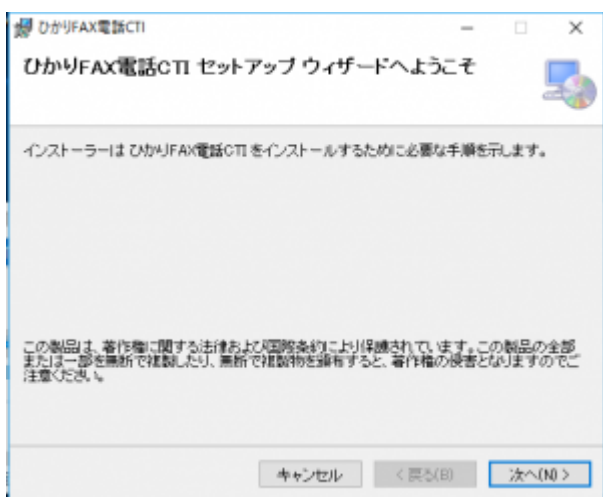 ひかりFAX電話CTI
ひかりFAX電話CTI セットアップ ウィザードへようこそ
インストーラーは ひかりFAX電話CTI をインストールするために必要な手順を示します。
この製品は、著作権に関する法律および国際条約により保護されています。この製品の全部
または一部を無断で複製したり、無断で複製物を頒布すると、著作権の侵害となりますのでご
注意ください。
キャンセル
< 戻る(B)
次へ(N) >